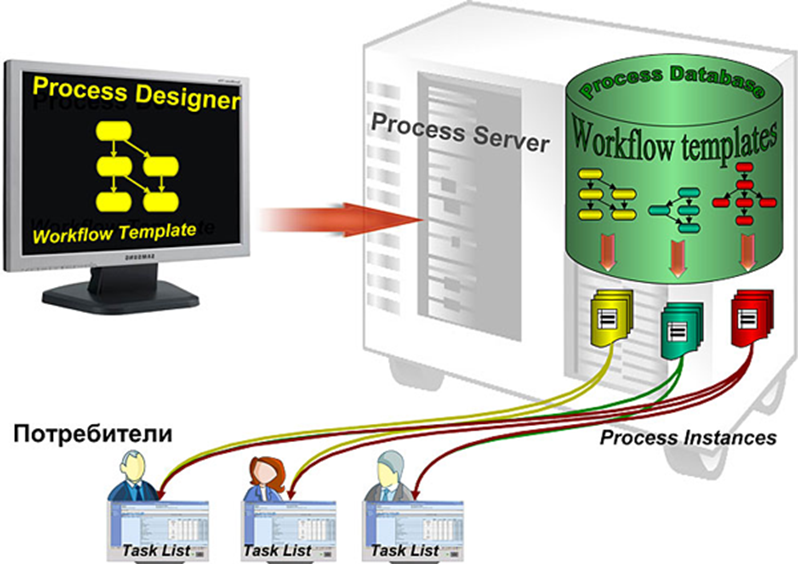 Process Designer
Workflow Template
SAMSUNG
Process Server
Process Database
Workflow templates
Потребители
Process Instances
Task List
Task List
Task List